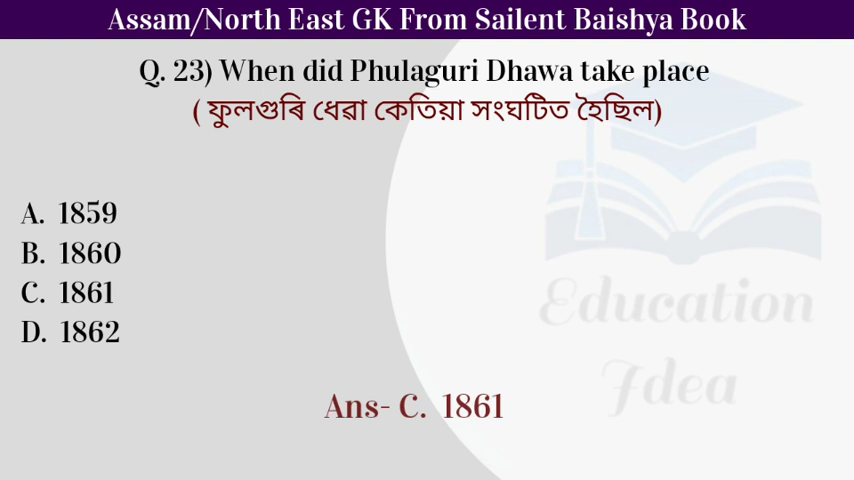 Assam/North East GK From Sailent Baishya Book
Q. 23) When did Phulaguri Dhawa take place
( ফুলগুৰি ধেৱা কেতিয়া সংঘটিত হৈছিল)
A. 1859
B. 1860
C. 1861
D. 1862
Education
Idea
Ans- C. 1861